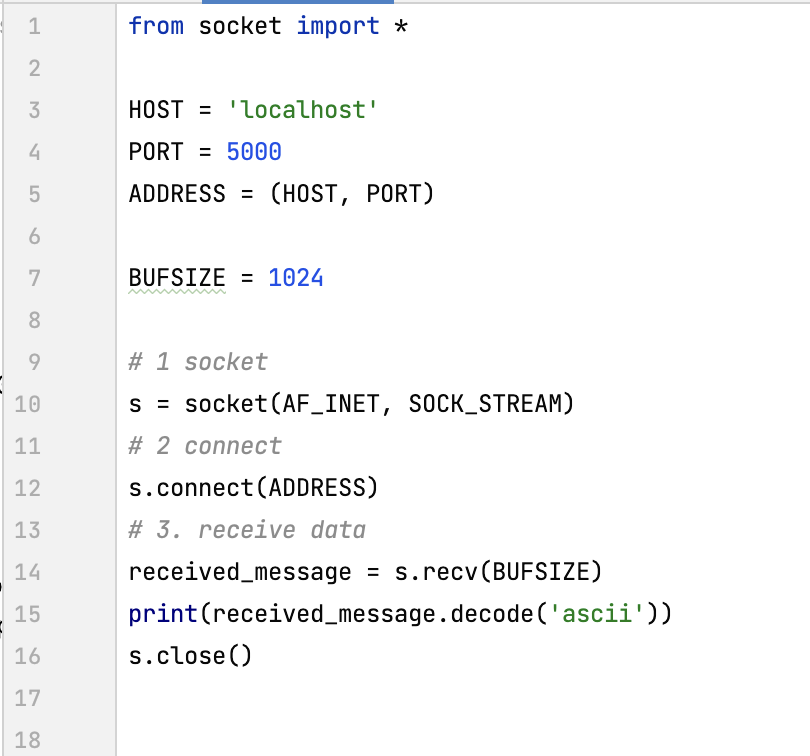 1 from socket import *
2
3 HOST = 'localhost'
4 PORT = 5000
5 ADDRESS = (HOST, PORT)
6
7 BUFSIZE = 1024
8
9 # 1 socket
10 s = socket(AF_INET, SOCK_STREAM)
11 # 2 connect
12 s.connect(ADDRESS)
13 # 3. receive data
14 received_message = s.recv(BUFSIZE)
15 print(received_message.decode('ascii'))
16 s.close()
17
18